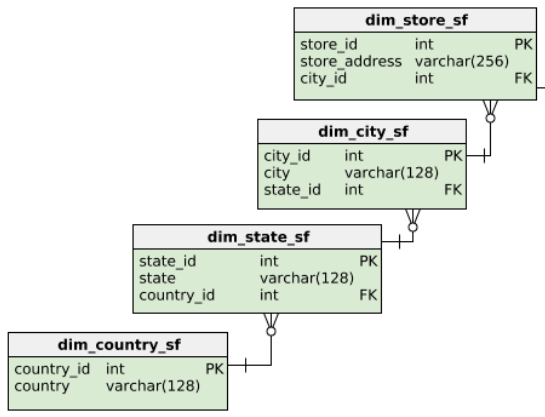 dim_store_sf
store_id int PK
store_address varchar(256)
city_id int FK
dim_city_sf
city_id int PK
city varchar(128)
state_id int FK
dim_state_sf
state_id int PK
state varchar(128)
country_id int FK
dim_country_sf
country_id int PK
country varchar(128)